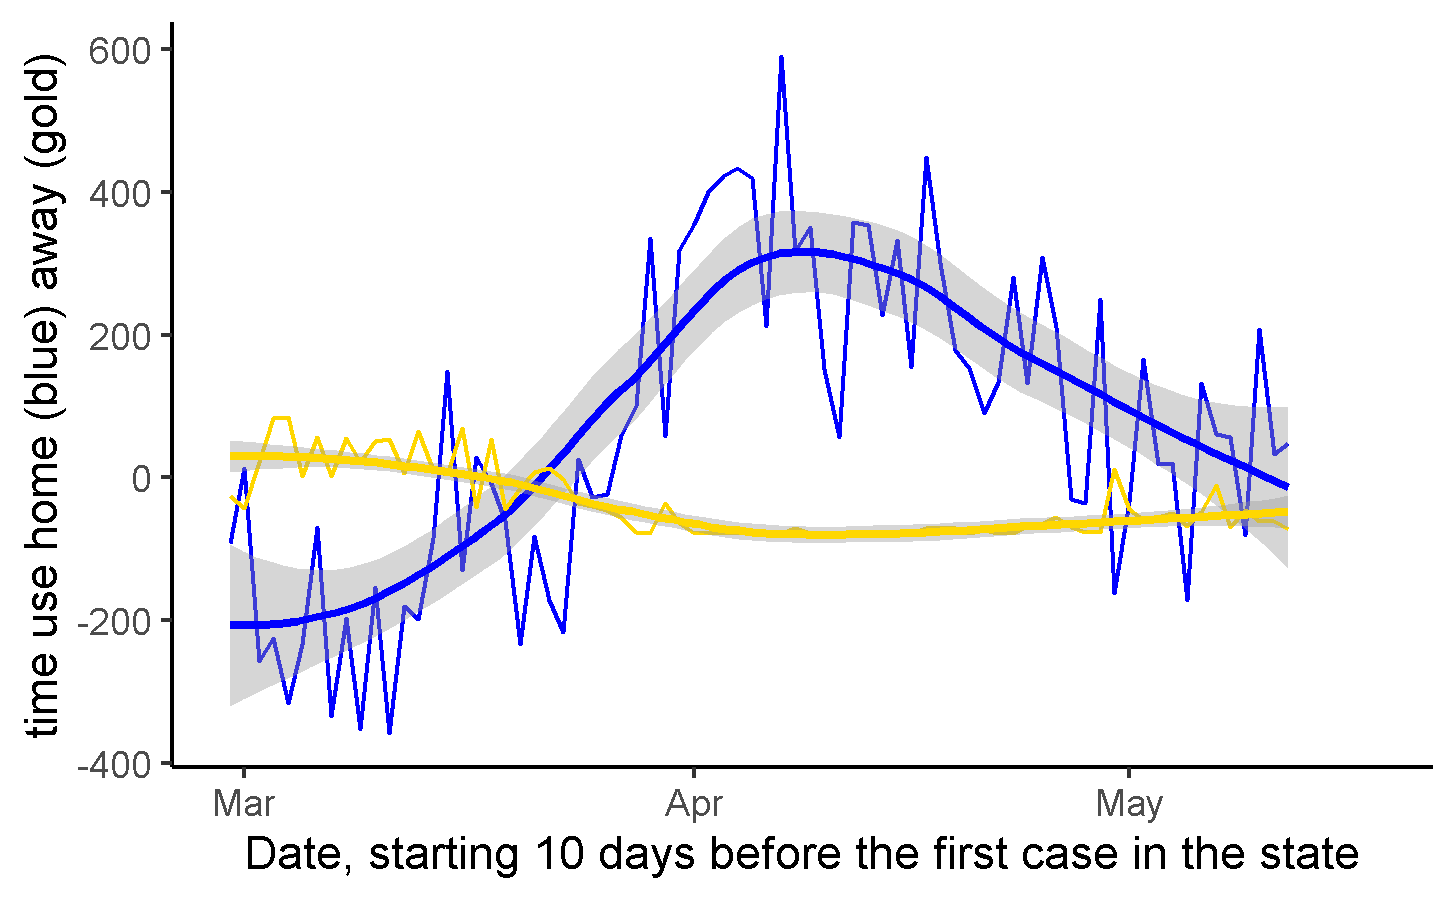 time use home (blue) away (gold)
600
400
200
0
-200
-400
Mar Apr May
Date, starting 10 days before the first case in the state